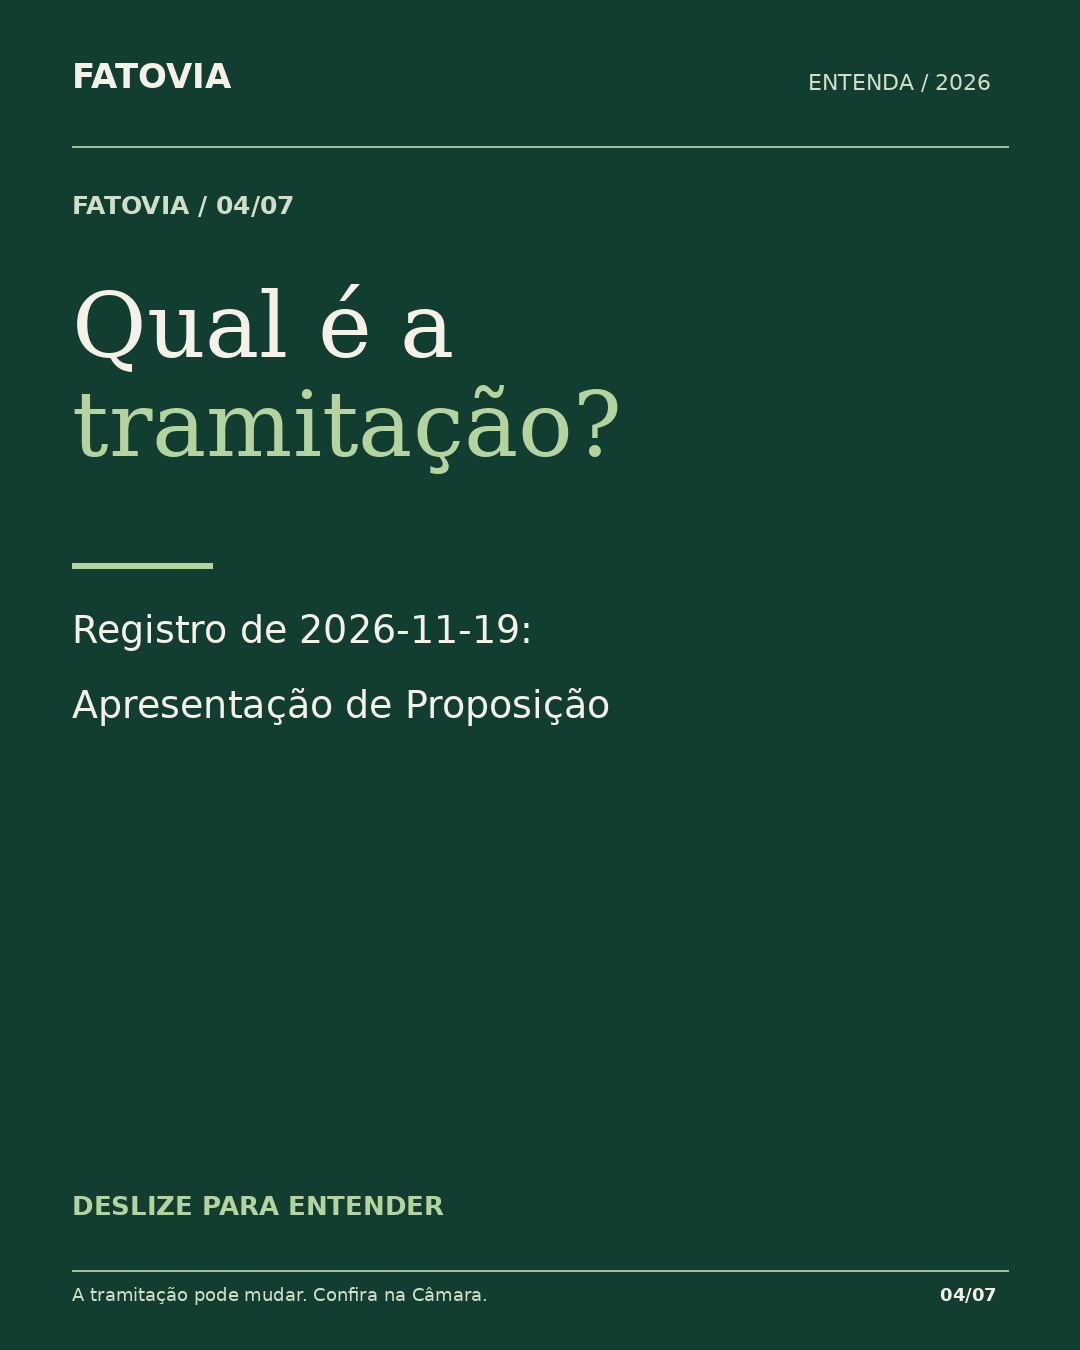 FATOVIA
ENTENDA / 2026
FATOVIA / 04/07
Qual é a
tramitação?
Registro de 2026-11-19:
Apresentação de Proposição
DESLIZE PARA ENTENDER
A tramitação pode mudar. Confira na Câmara.
04/07